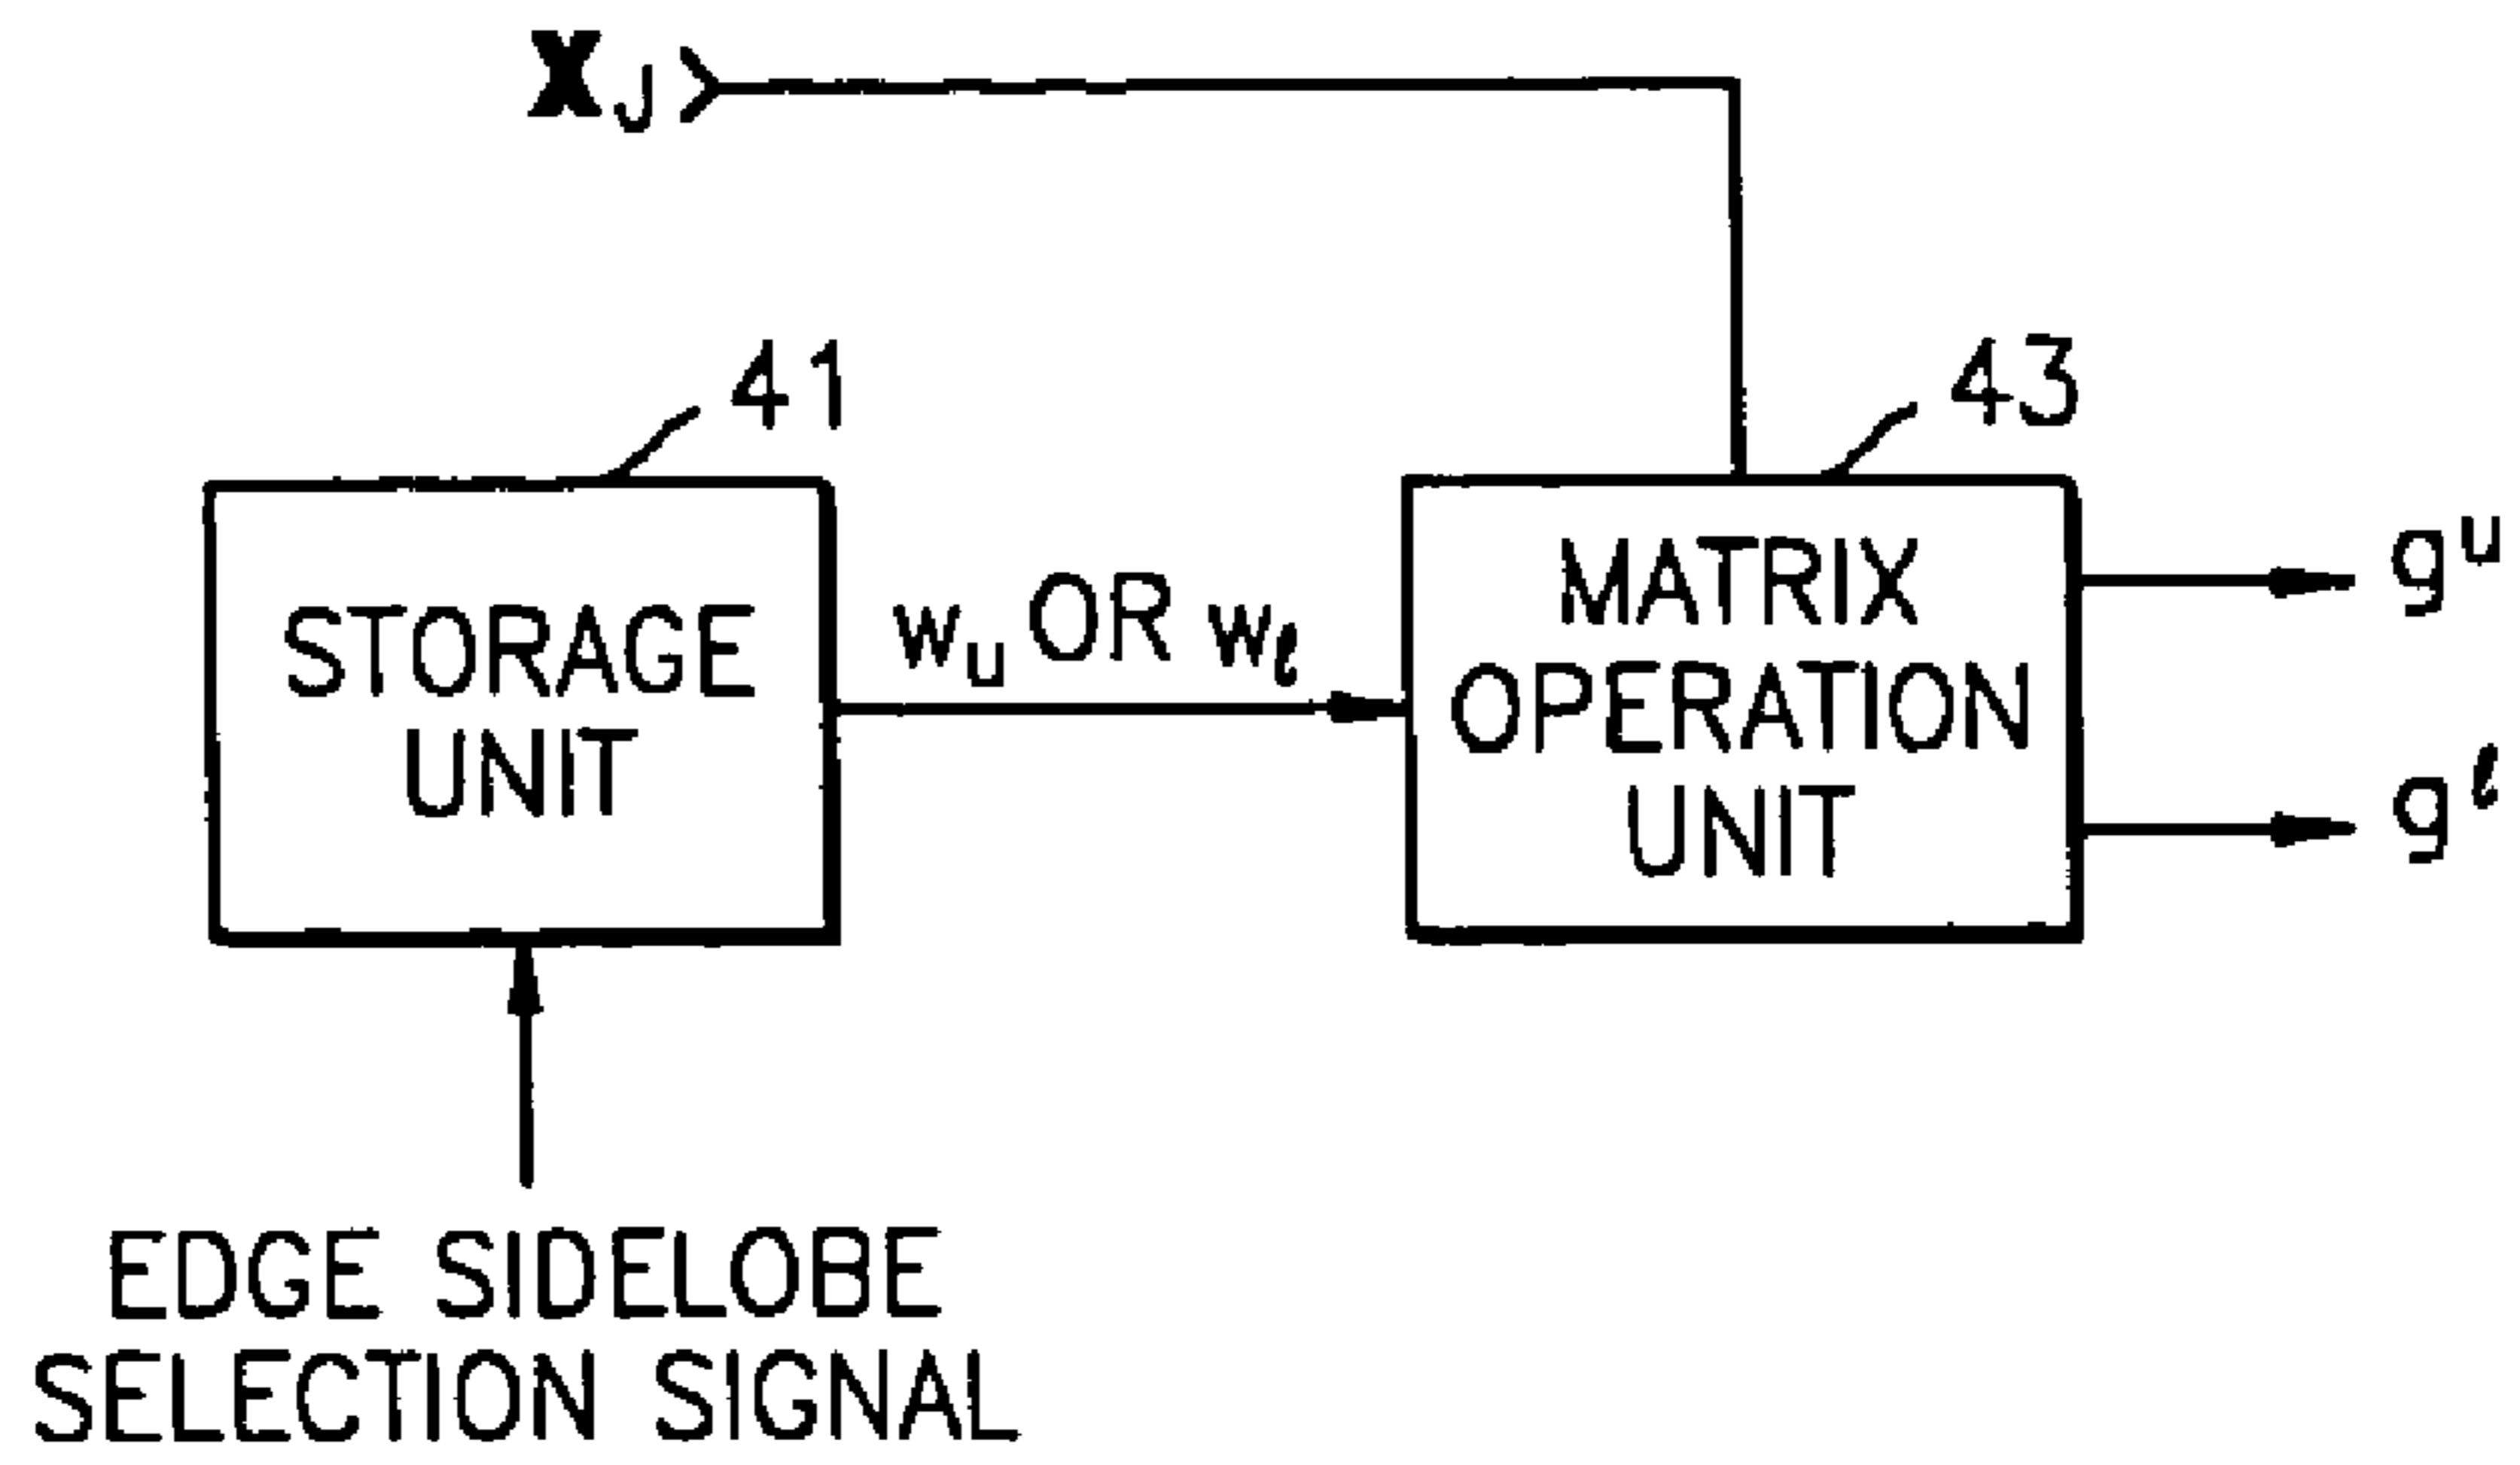 X_J
41
43
STORAGE
UNIT
w_u OR w_ℓ
MATRIX
OPERATION
UNIT
g^u
g^ℓ
EDGE SIDELOBE
SELECTION SIGNAL